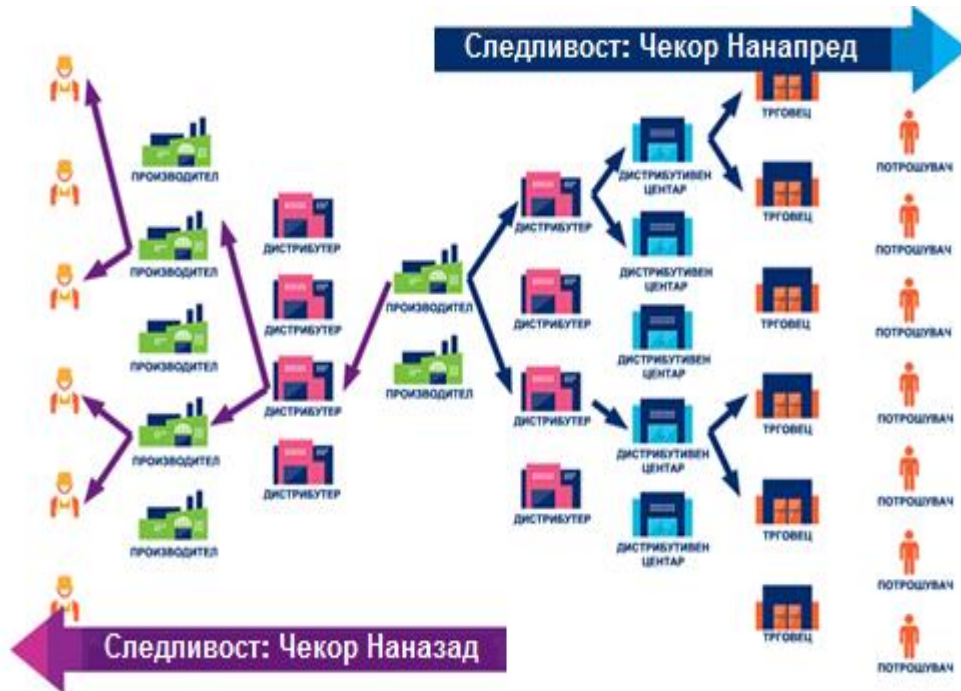 Следливост: Чекор Нанапред
ПРОИЗВОДИТЕЛ
ПРОИЗВОДИТЕЛ
ПРОИЗВОДИТЕЛ
ПРОИЗВОДИТЕЛ
ПРОИЗВОДИТЕЛ
ДИСТРИБУТЕР
ДИСТРИБУТЕР
ДИСТРИБУТЕР
ДИСТРИБУТЕР
ПРОИЗВОДИТЕЛ
ПРОИЗВОДИТЕЛ
ДИСТРИБУТЕР
ДИСТРИБУТЕР
ДИСТРИБУТЕР
ДИСТРИБУТЕР
ДИСТРИБУТИВЕН
ЦЕНТАР
ДИСТРИБУТИВЕН
ЦЕНТАР
ДИСТРИБУТИВЕН
ЦЕНТАР
ДИСТРИБУТИВЕН
ЦЕНТАР
ДИСТРИБУТИВЕН
ЦЕНТАР
ТРГОВЕЦ
ТРГОВЕЦ
ТРГОВЕЦ
ТРГОВЕЦ
ТРГОВЕЦ
ТРГОВЕЦ
ПОТРОШУВАЧ
ПОТРОШУВАЧ
ПОТРОШУВАЧ
ПОТРОШУВАЧ
ПОТРОШУВАЧ
ПОТРОШУВАЧ
ПОТРОШУВАЧ
Следливост: Чекор Наназад